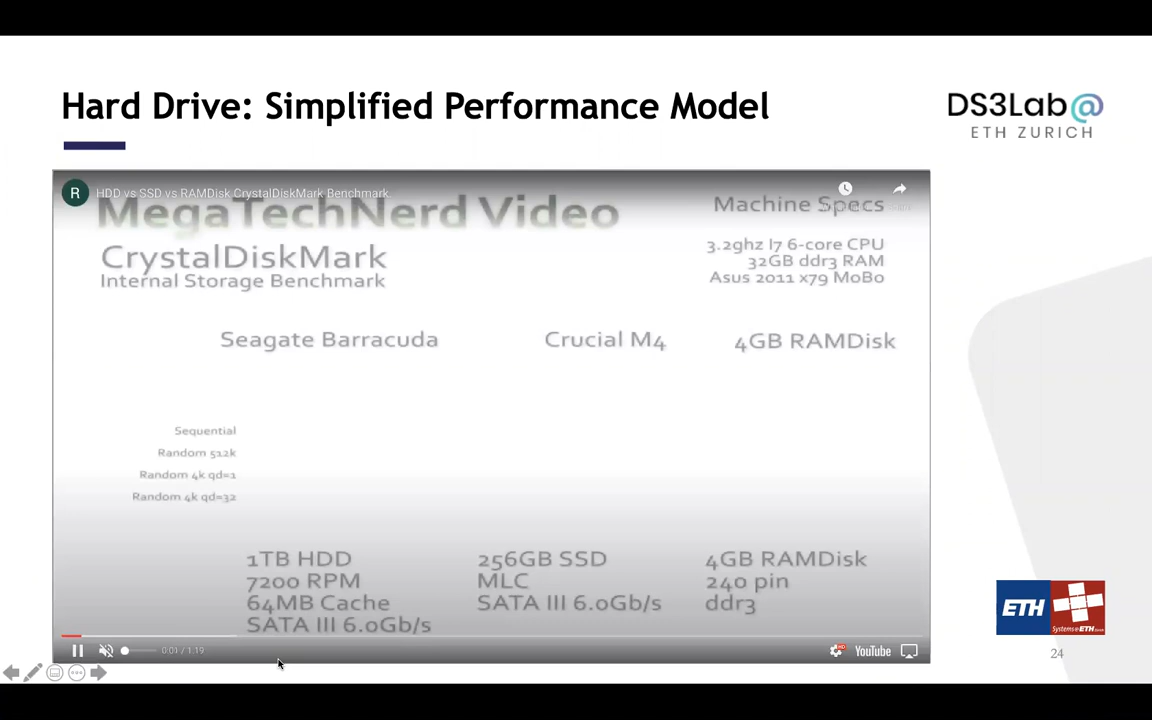 Hard Drive: Simplified Performance Model
DS3Lab@
ETH ZURICH
R
HDD vs SSD vs RAMDisk CrystalDiskMark Benchmark.
MegaTechNerd Video
Machine Specs
CrystalDiskMark
Internal Storage Benchmark
3.2ghz I7 6-core CPU
32GB ddr3 RAM
Asus 2011 x79 MoBo
Seagate Barracuda
Crucial M4
4GB RAMDisk
Sequential
Random 512k
Random 4k qd=1
Random 4k qd=32
1TB HDD
7200 RPM
64MB Cache
SATA III 6.0Gb/s
256GB SSD
MLC
SATA III 6.0Gb/s
4GB RAMDisk
240 pin
ddr3
0:01 / 1:19
HD
YouTube
ETH
Systems@ETH
24